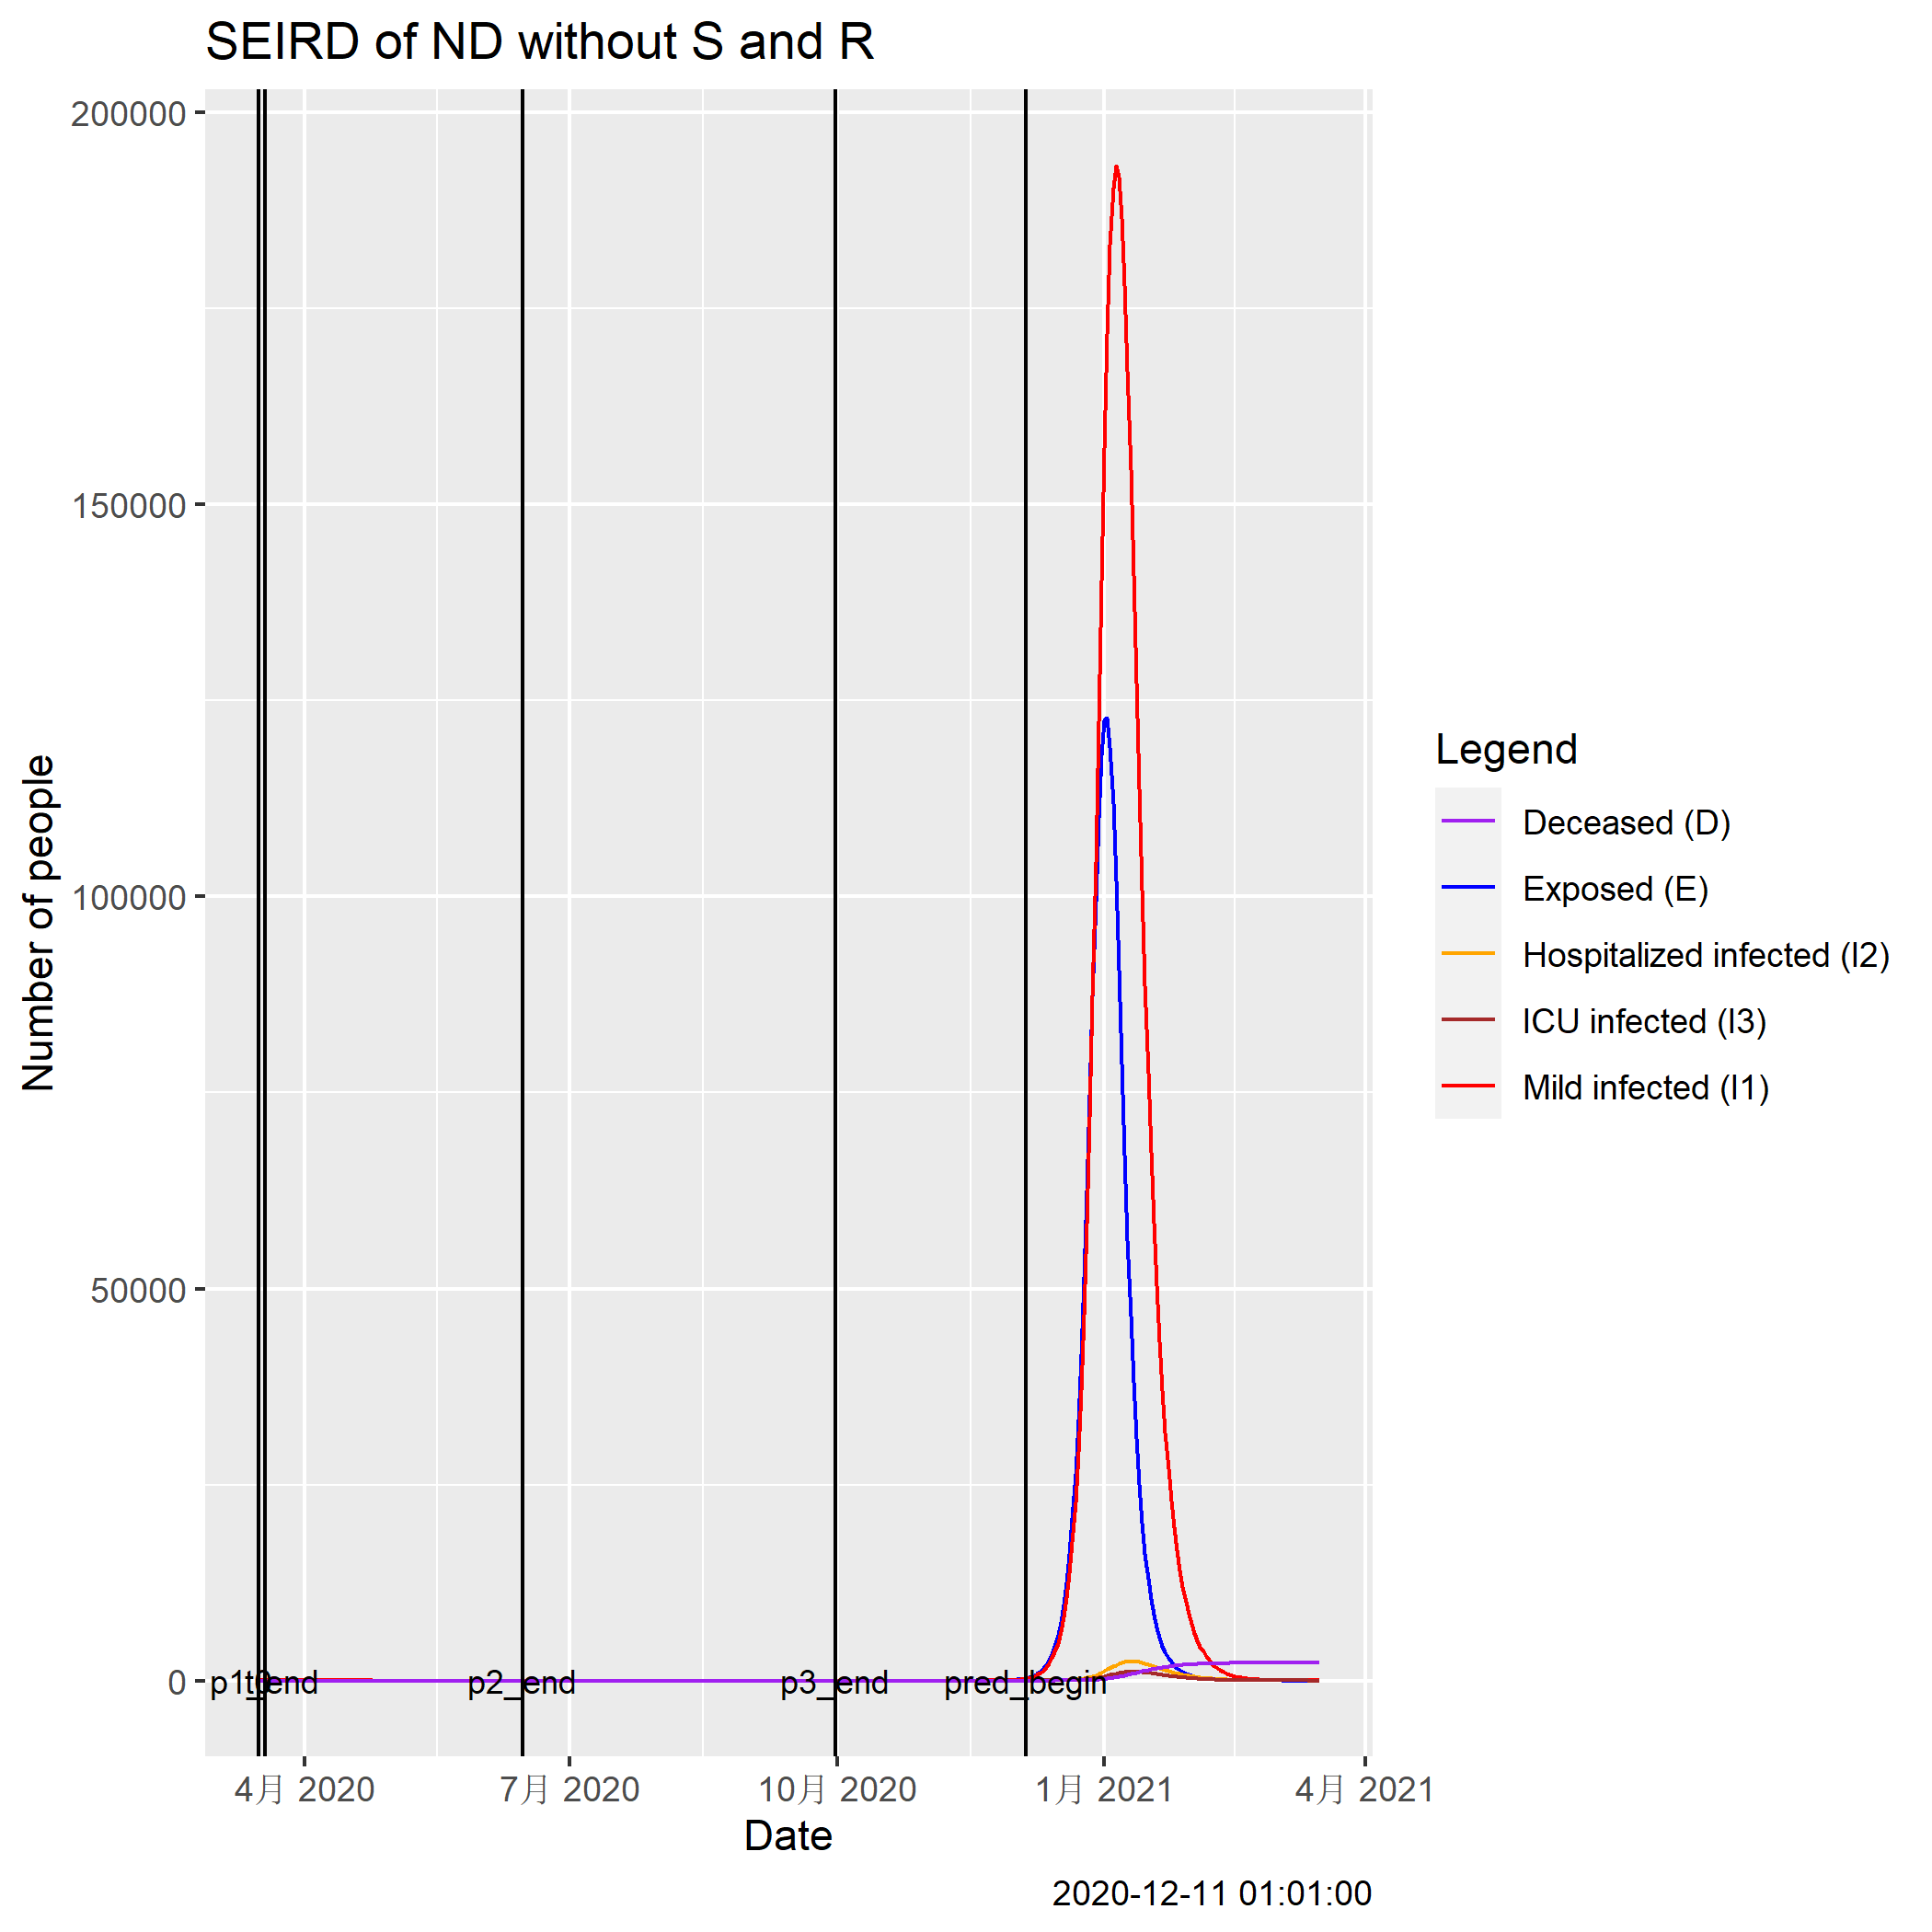 SEIRD of ND without S and R
Number of people
200000
150000
100000
50000
0
p2_end
p3_end
pred_begin
4月 2020
7月 2020
10月 2020
1月 2021
4月 2021
Date
Legend
Deceased (D)
Exposed (E)
Hospitalized infected (I2)
ICU infected (I3)
Mild infected (I1)
2020-12-11 01:01:00